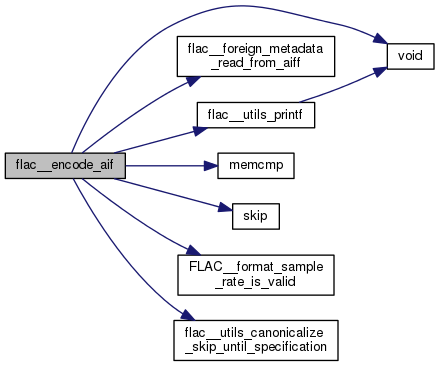 flac__foreign_metadata
_read_from_aiff
void
flac__utils_printf
flac__encode_aif
memcmp
skip
FLAC__format_sample
_rate_is_valid
flac__utils_canonicalize
_skip_until_specification